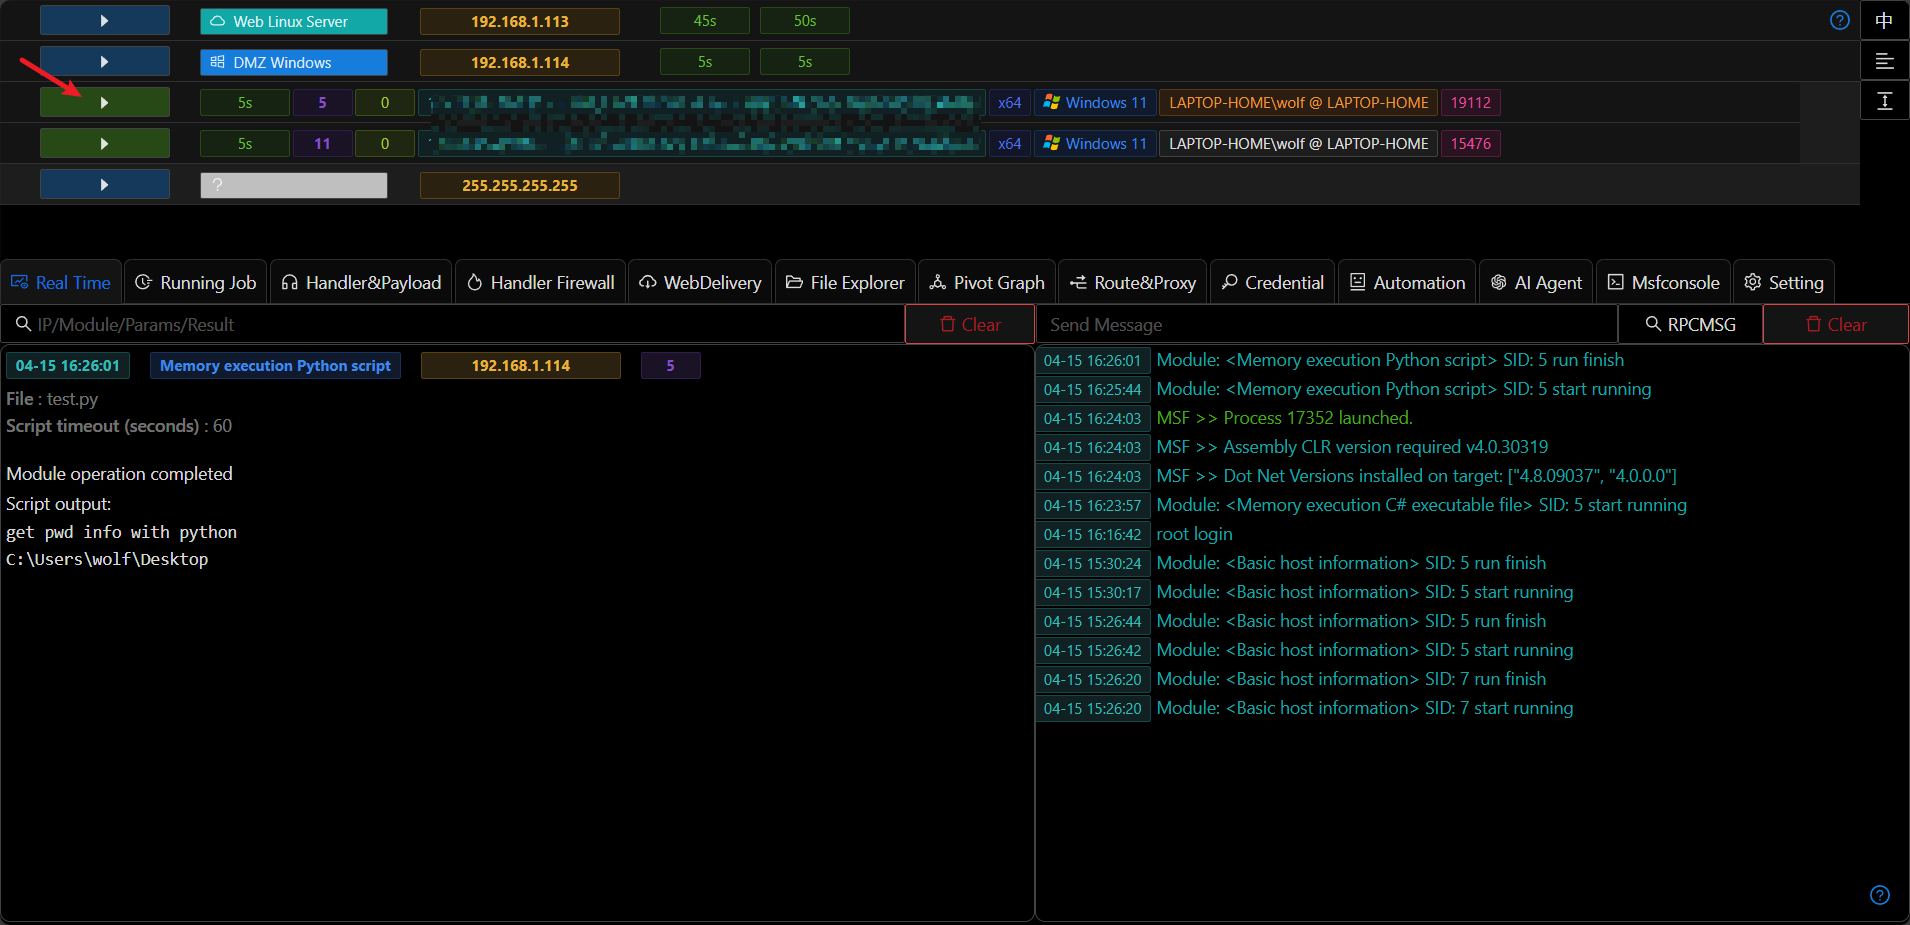 Web Linux Server 192.168.1.113 45s 50s 中
DMZ Windows 192.168.1.114 5s 5s
5s 5 0 x64 Windows 11 LAPTOP-HOME\wolf @ LAPTOP-HOME 19112
5s 11 0 x64 Windows 11 LAPTOP-HOME\wolf @ LAPTOP-HOME 15476
? 255.255.255.255
Real Time Running Job Handler&Payload Handler Firewall WebDelivery File Explorer Pivot Graph Route&Proxy Credential Automation AI Agent Msfconsole Setting
IP/Module/Params/Result Clear
04-15 16:26:01 Memory execution Python script 192.168.1.114 5
File : test.py
Script timeout (seconds) : 60
Module operation completed
Script output:
get pwd info with python
C:\Users\wolf\Desktop
Send Message RPCMSG Clear
04-15 16:26:01 Module: <Memory execution Python script> SID: 5 run finish
04-15 16:25:44 Module: <Memory execution Python script> SID: 5 start running
04-15 16:24:03 MSF >> Process 17352 launched.
04-15 16:24:03 MSF >> Assembly CLR version required v4.0.30319
04-15 16:24:03 MSF >> Dot Net Versions installed on target: ["4.8.09037", "4.0.0.0"]
04-15 16:23:57 Module: <Memory execution C# executable file> SID: 5 start running
04-15 16:16:42 root login
04-15 15:30:24 Module: <Basic host information> SID: 5 run finish
04-15 15:30:17 Module: <Basic host information> SID: 5 start running
04-15 15:26:44 Module: <Basic host information> SID: 5 run finish
04-15 15:26:42 Module: <Basic host information> SID: 5 start running
04-15 15:26:20 Module: <Basic host information> SID: 7 run finish
04-15 15:26:20 Module: <Basic host information> SID: 7 start running